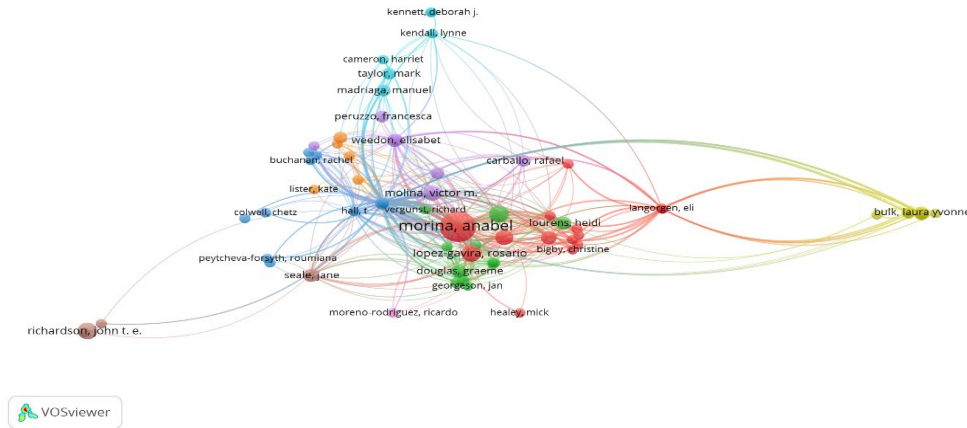 kennett, deborah j.
kendall, lynne
cameron, harriet
taylor, mark
madriaga, manuel
peruzzo, francesca
weedon, elisabet
buchanan, rachel
carballo, rafael
lister, kate
molina, victor m.
colwell, chetz
hall, t
vergunst, richard
langorgen, eli
bulk, laura yvonne
morina, anabel
lourens, heidi
bigby, christine
lopez-gavira, rosario
peytcheva-forsyth, roumiana
seale, jane
douglas, graeme
georgeson, jan
moreno-rodriguez, ricardo
healey, mick
richardson, john t. e.
VOSviewer